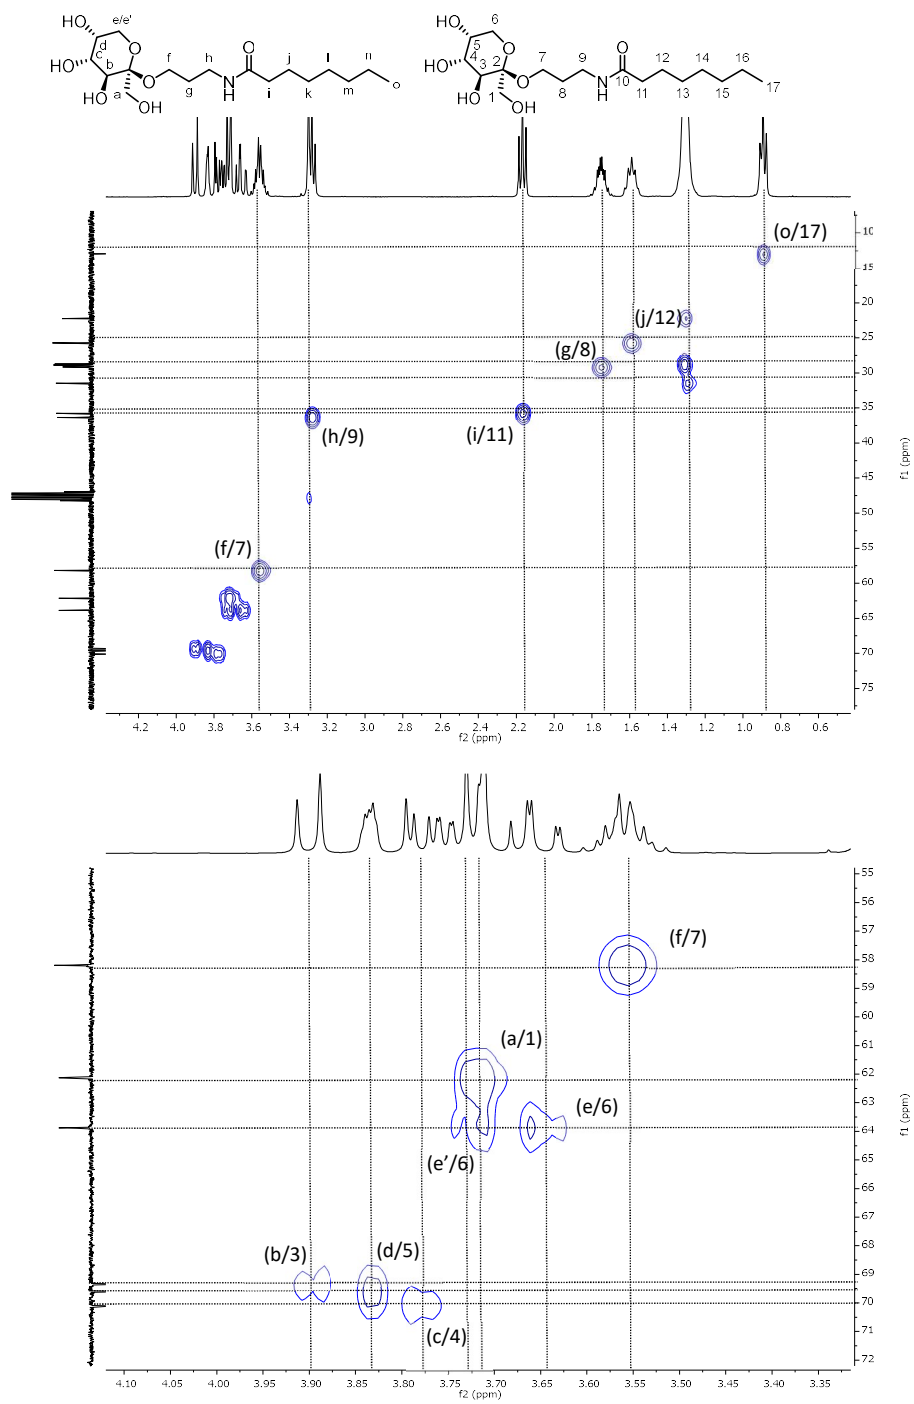 HO e/e' 6
HO
d O f h O j l n
c 5 O 7 9 O 12 14 16
HO b O g N H i k m o
HO 4 3 2 O 8 N H 10 11 13 15 17
HO a OH
HO 1 OH
10
(o/17)
15
20
(j/12)
25
(g/8)
30
35
(h/9)
(i/11)
40
45
f1 (ppm)
50
(f/7)
55
60
65
70
75
4.2 4.0 3.8 3.6 3.4 3.2 3.0 2.8 2.6 2.4 2.2 2.0 1.8 1.6 1.4 1.2 1.0 0.8 0.6
f2 (ppm)
55
56
57
(f/7)
58
59
60
(a/1)
61
62
63
(e/6)
f1 (ppm)
64
65
(e’/6)
66
67
68
(b/3) (d/5)
69
70
71
(c/4)
72
4.10 4.05 4.00 3.95 3.90 3.85 3.80 3.75 3.70 3.65 3.60 3.55 3.50 3.45 3.40 3.35
f2 (ppm)